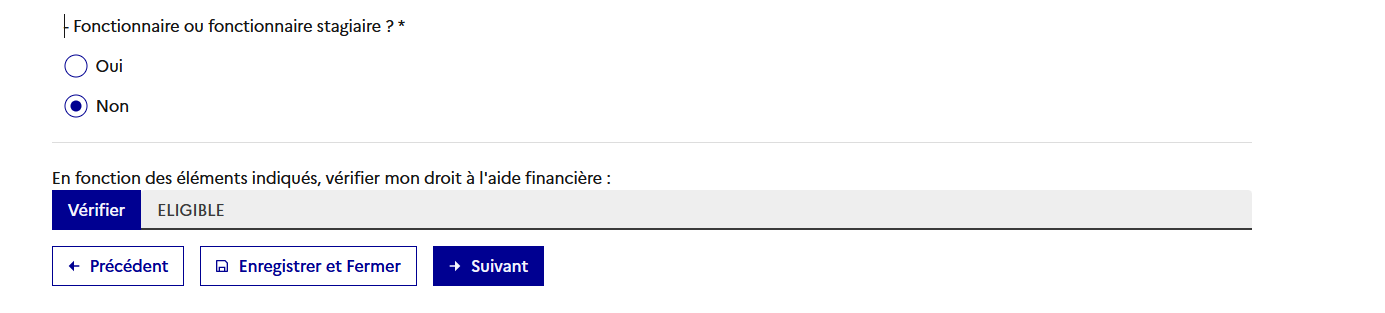 - Fonctionnaire ou fonctionnaire stagiaire ? *
Oui
Non
En fonction des éléments indiqués, vérifier mon droit à l'aide financière :
Vérifier ELIGIBLE
Précédent Enregistrer et Fermer Suivant